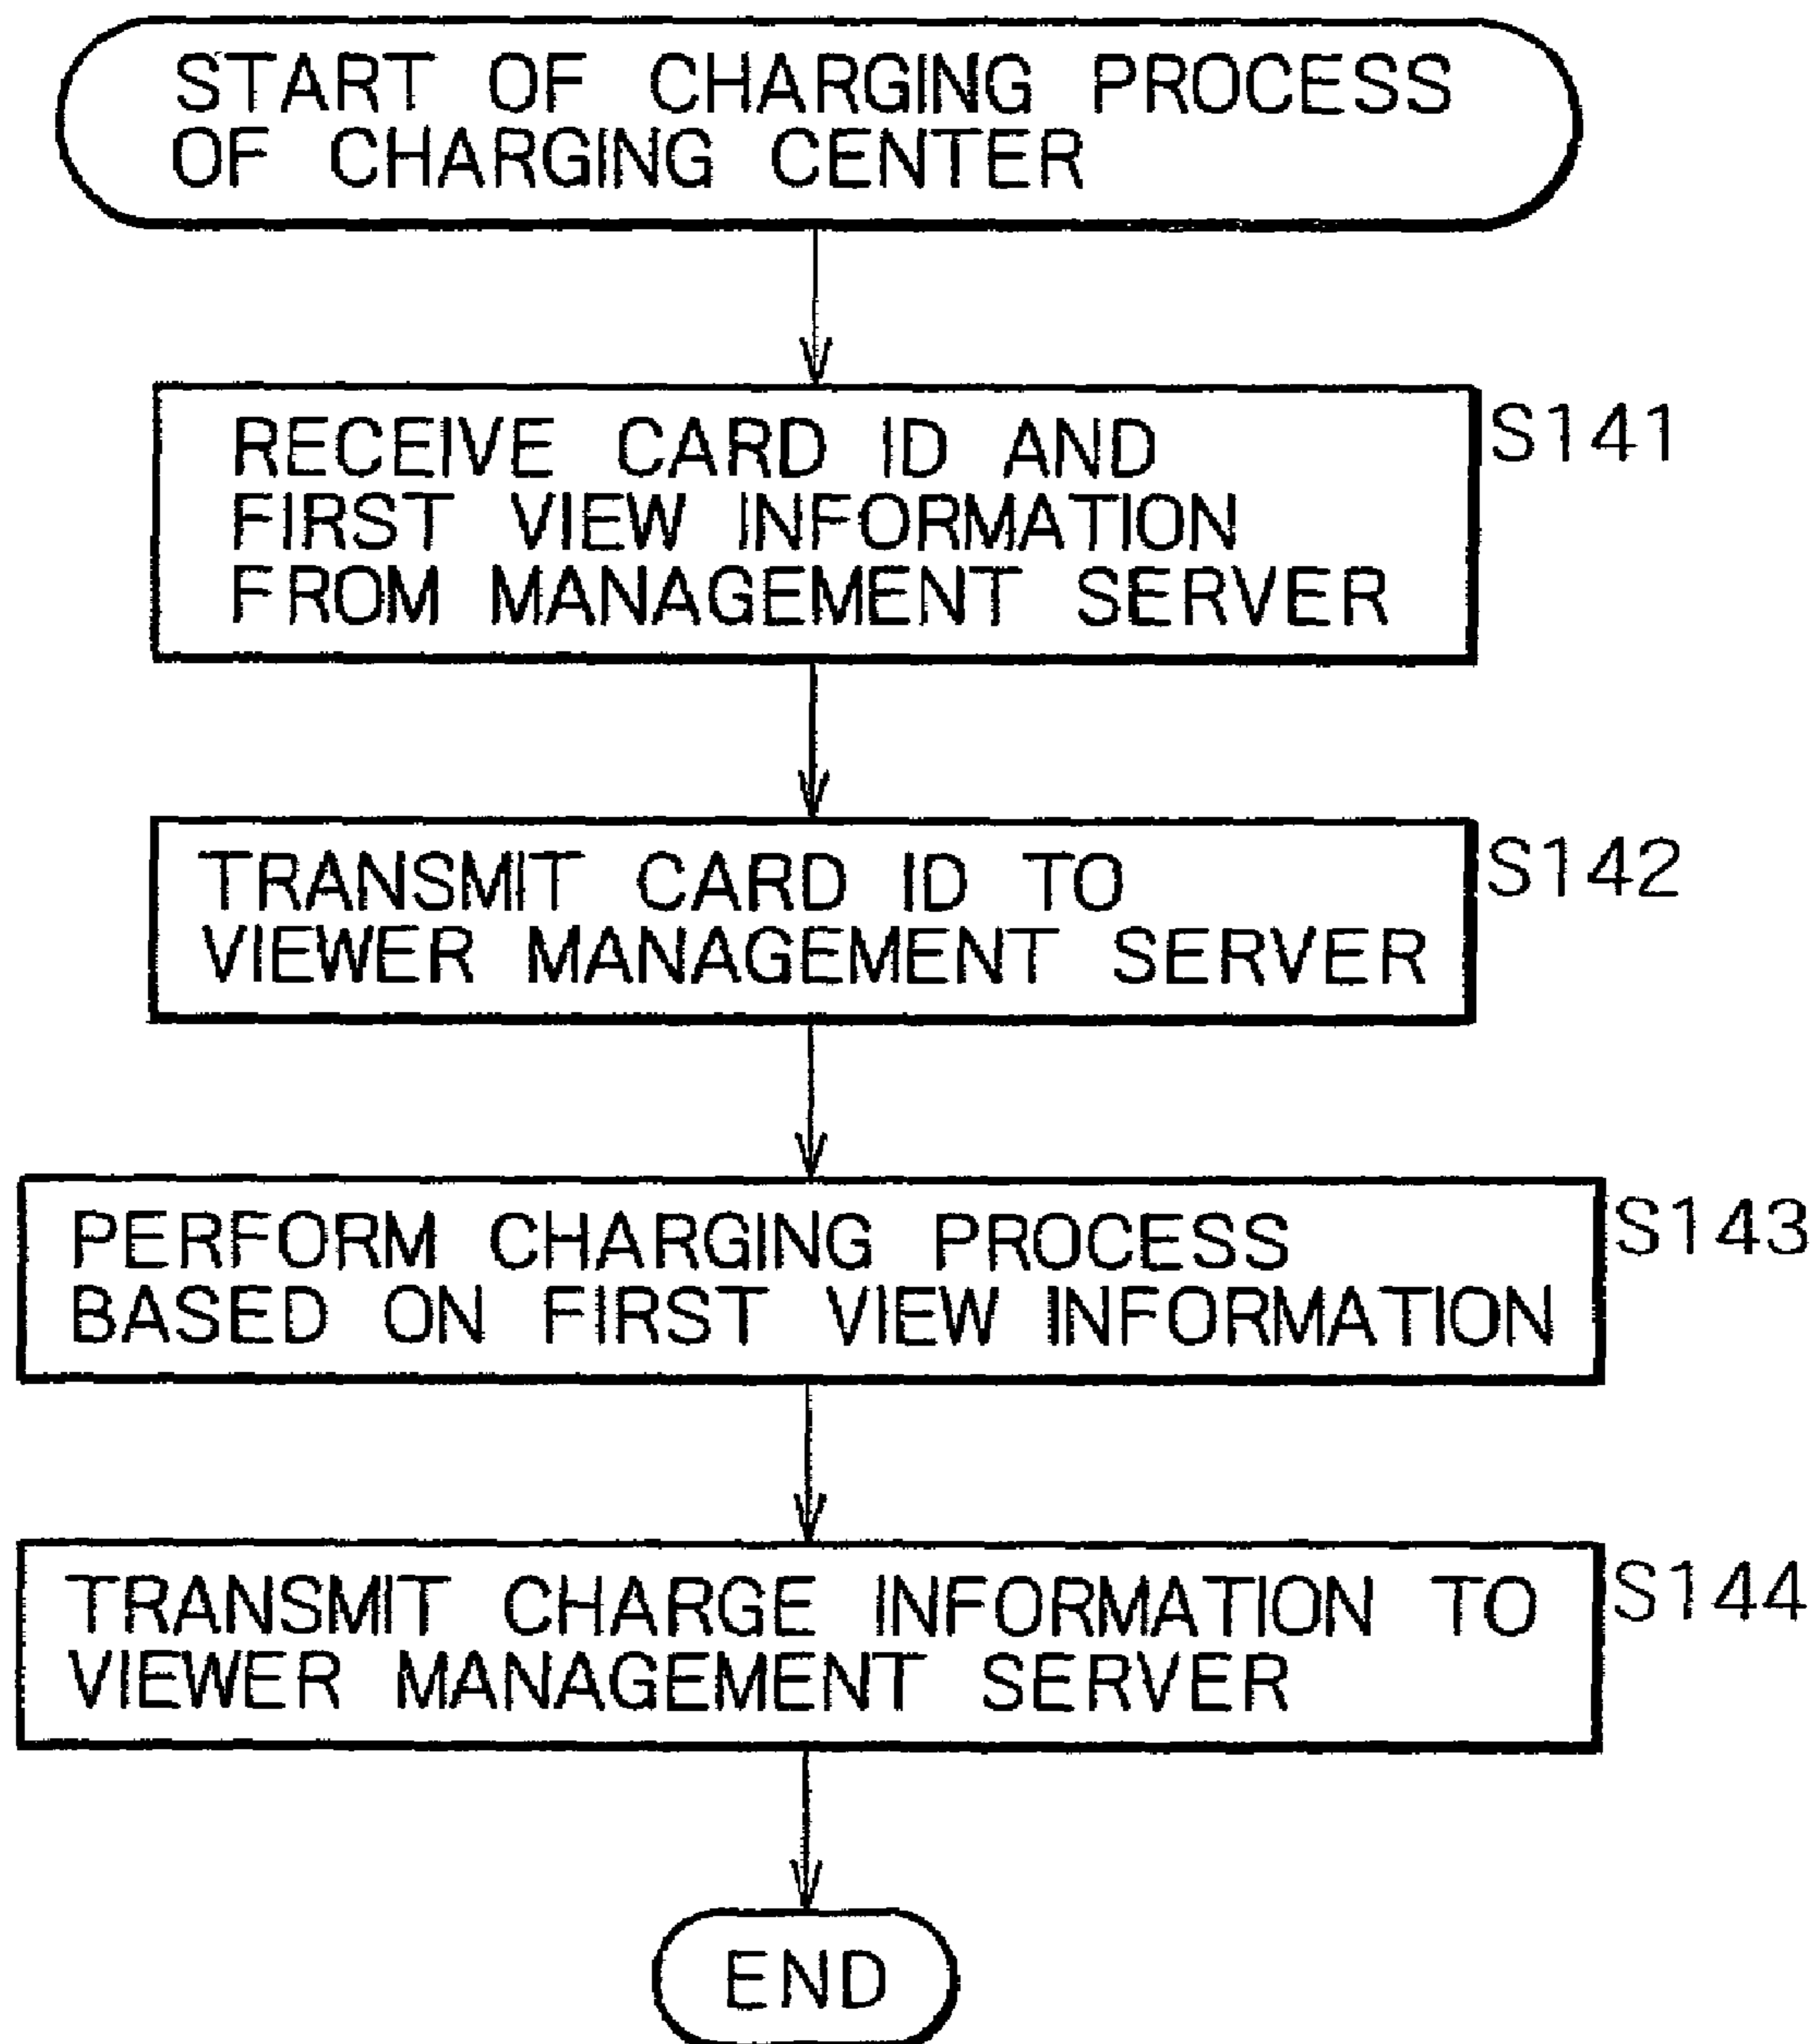 START OF CHARGING PROCESS
OF CHARGING CENTER
RECEIVE CARD ID AND
FIRST VIEW INFORMATION
FROM MANAGEMENT SERVER
S141
TRANSMIT CARD ID TO
VIEWER MANAGEMENT SERVER
S142
PERFORM CHARGING PROCESS
BASED ON FIRST VIEW INFORMATION
S143
TRANSMIT CHARGE INFORMATION TO
VIEWER MANAGEMENT SERVER
S144
END